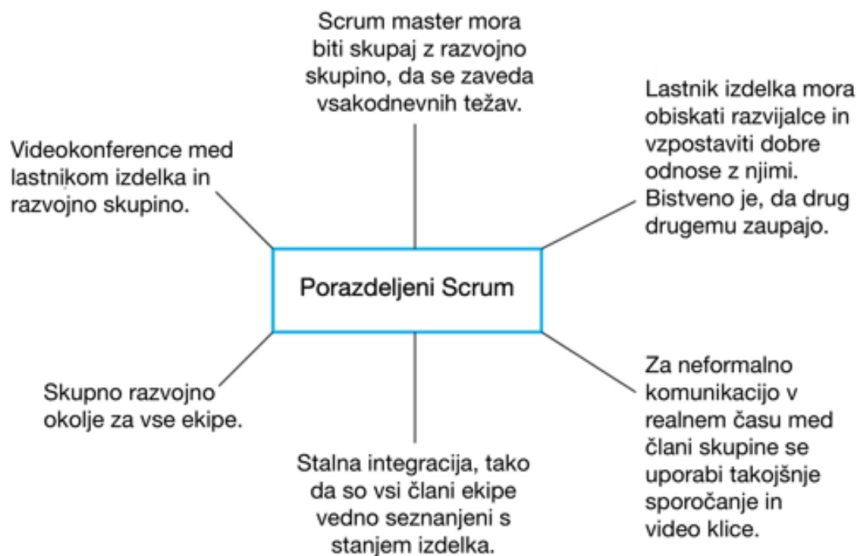 Scrum master mora
biti skupaj z razvojno
skupino, da se zaveda
vsakodnevnih težav.
Lastnik izdelka mora
obiskati razvijalce in
vzpostaviti dobre
odnose z njimi.
Bistveno je, da drug
drugemu zaupajo.
Videokonference med
lastnikom izdelka in
razvojno skupino.
Porazdeljeni Scrum
Skupno razvojno
okolje za vse ekipe.
Stalna integracija, tako
da so vsi člani ekipe
vedno seznanjeni s
stanjem izdelka.
Za neformalno
komunikacijo v
realnem času med
člani skupine se
uporabi takojšnje
sporočanje in
video klice.